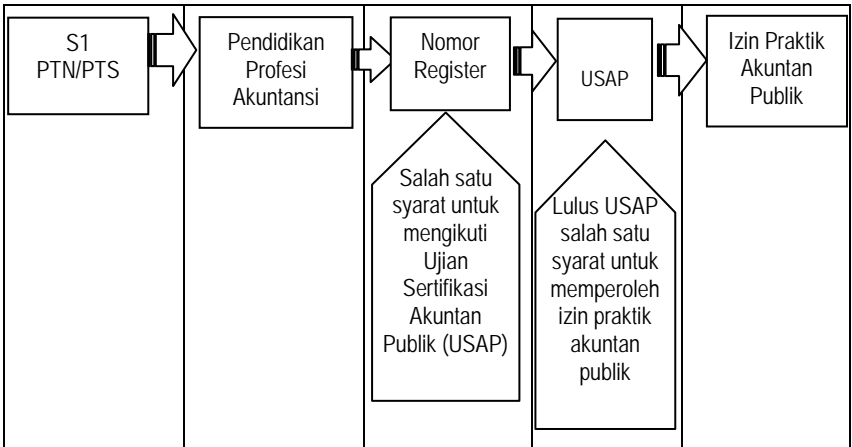 S1
PTN/PTS
Pendidikan
Profesi
Akuntansi
Nomor
Register
USAP
Izin Praktik
Akuntan
Publik
Salah satu
syarat untuk
mengikuti
Ujian
Sertifikasi
Akuntan
Publik (USAP)
Lulus USAP
salah satu
syarat untuk
memperoleh
izin praktik
akuntan
publik